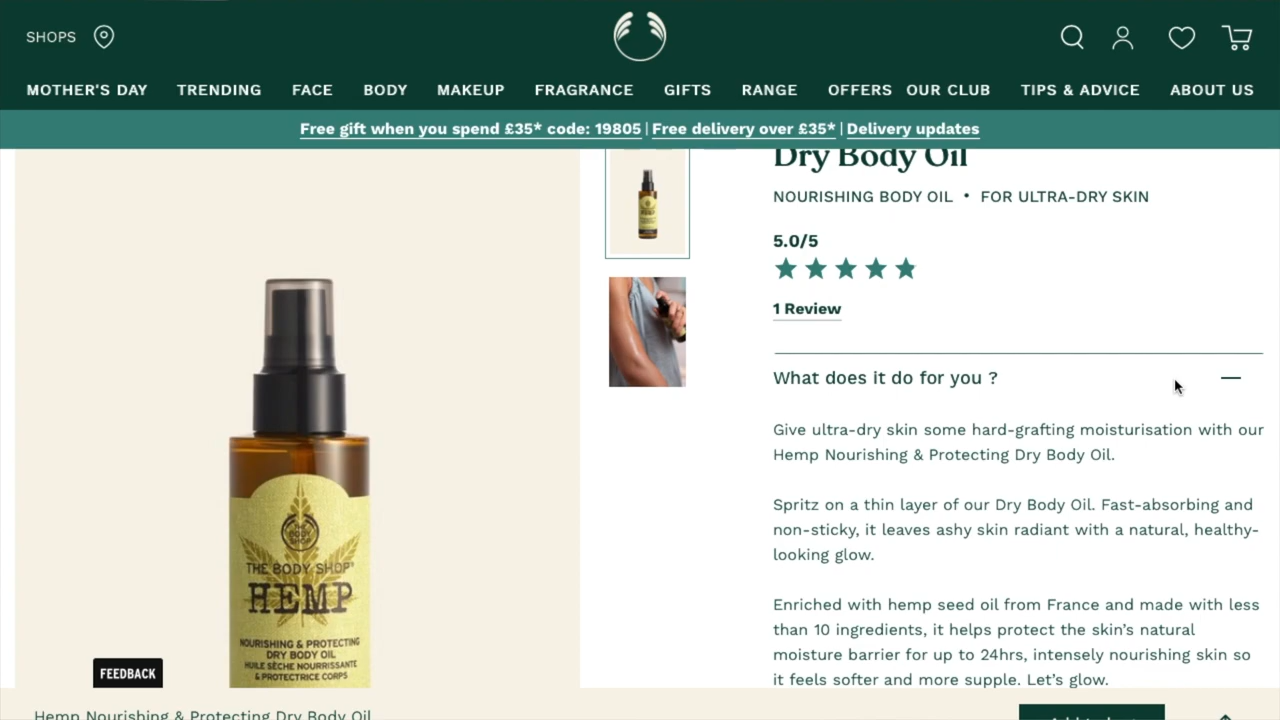 SHOPS
MOTHER'S DAY TRENDING FACE BODY MAKEUP FRAGRANCE GIFTS RANGE OFFERS OUR CLUB TIPS & ADVICE ABOUT US
Free gift when you spend £35* code: 19805 | Free delivery over £35* | Delivery updates
Dry Body Oil
NOURISHING BODY OIL • FOR ULTRA-DRY SKIN
5.0/5
1 Review
What does it do for you ?
Give ultra-dry skin some hard-grafting moisturisation with our
Hemp Nourishing & Protecting Dry Body Oil.
Spritz on a thin layer of our Dry Body Oil. Fast-absorbing and
non-sticky, it leaves ashy skin radiant with a natural, healthy-
looking glow.
Enriched with hemp seed oil from France and made with less
than 10 ingredients, it helps protect the skin's natural
moisture barrier for up to 24hrs, intensely nourishing skin so
it feels softer and more supple. Let's glow.
THE BODY SHOP
THE BODY SHOP®
HEMP
NOURISHING & PROTECTING
DRY BODY OIL
HUILE SÈCHE NOURRISSANTE
& PROTECTRICE CORPS
FEEDBACK
Hemp Nourishing & Protecting Dry Body Oil